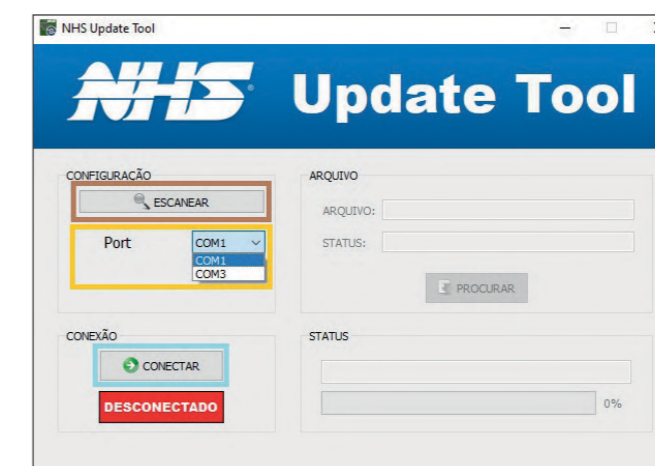 NHS Update Tool
NHS Update Tool
CONFIGURAÇÃO
ESCANEAR
Port
COM1
COM1
COM3
ARQUIVO
ARQUIVO:
STATUS:
PROCURAR
CONEXÃO
CONECTAR
DESCONECTADO
STATUS
0%